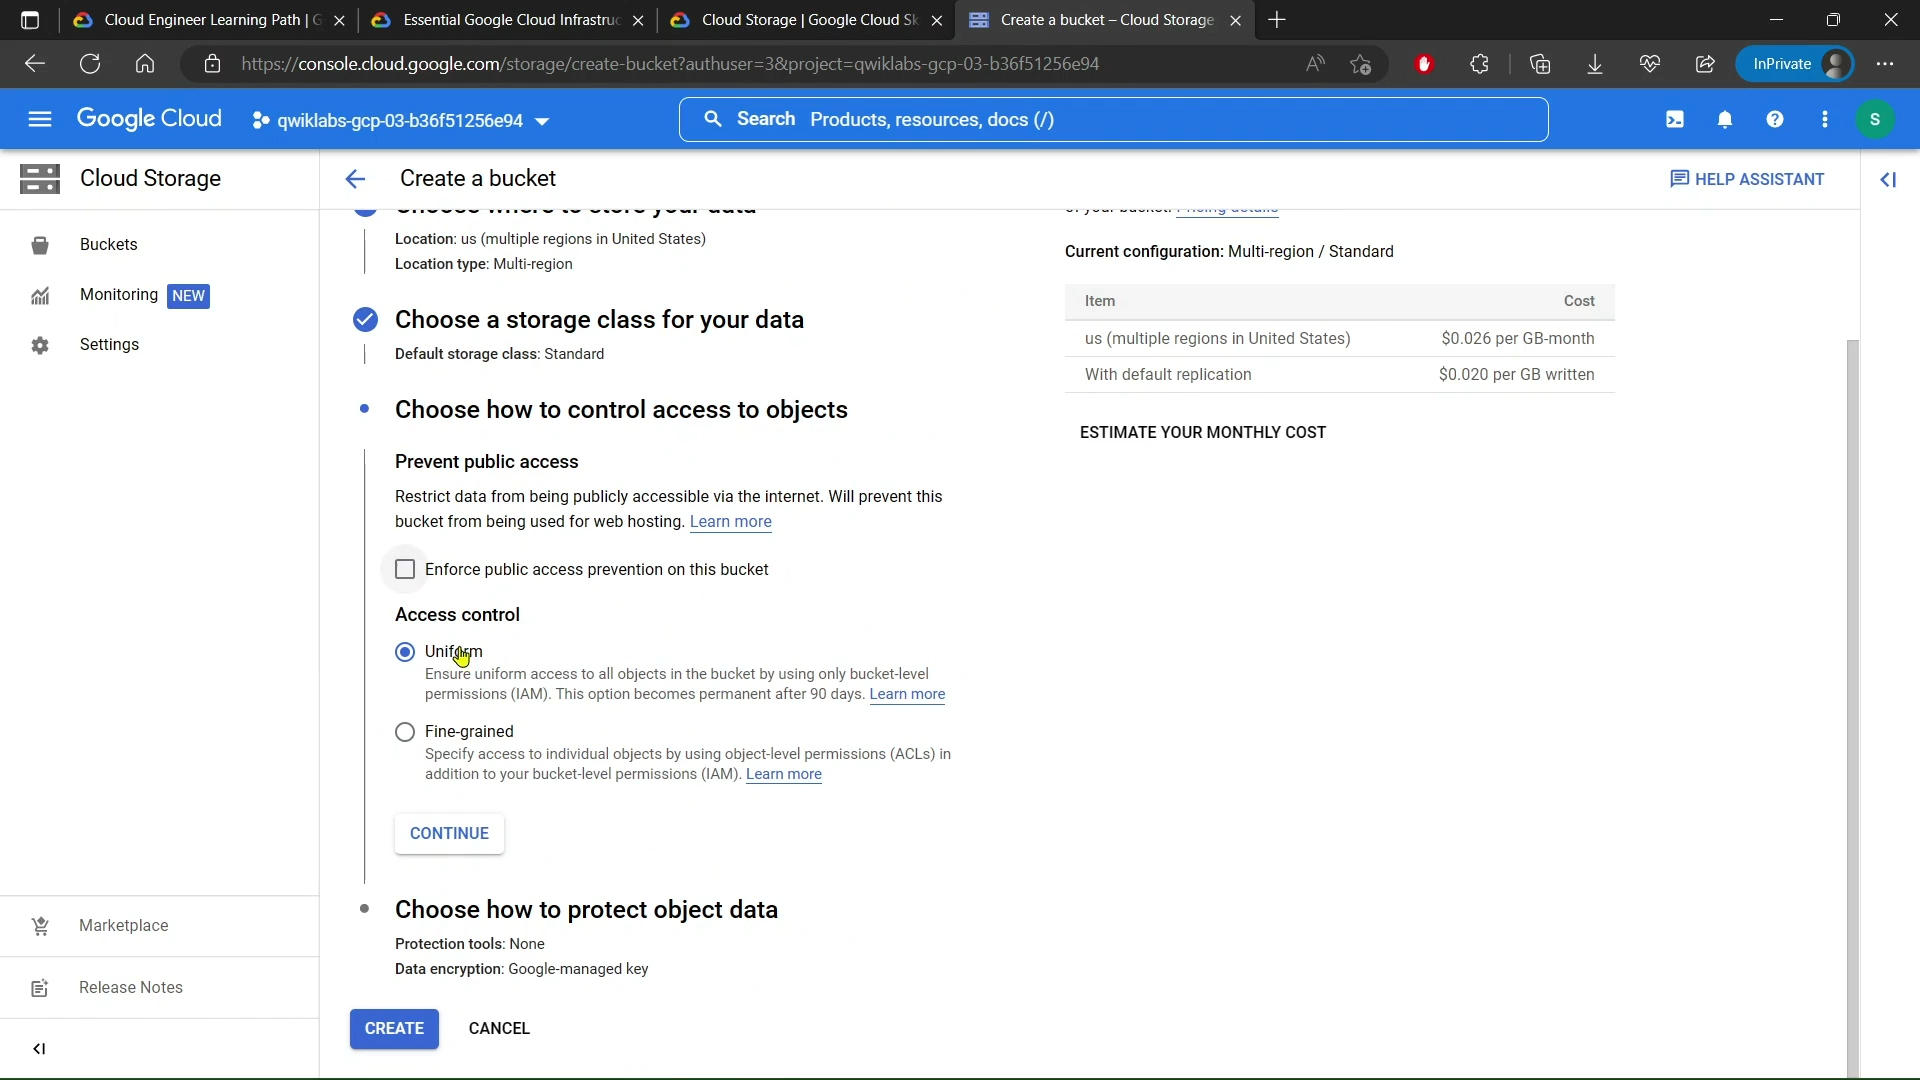 Cloud Engineer Learning Path | G
Essential Google Cloud Infrastruc
Cloud Storage | Google Cloud Sk
Create a bucket – Cloud Storage
https://console.cloud.google.com/storage/create-bucket?authuser=3&project=qwiklabs-gcp-03-b36f51256e94
InPrivate
Google Cloud
qwiklabs-gcp-03-b36f51256e94
Search Products, resources, docs (/)
S
Cloud Storage
Create a bucket
HELP ASSISTANT
Buckets
Monitoring NEW
Settings
Marketplace
Release Notes
Choose where to store your data
Location: us (multiple regions in United States)
Location type: Multi-region
Choose a storage class for your data
Default storage class: Standard
Choose how to control access to objects
Prevent public access
Restrict data from being publicly accessible via the internet. Will prevent this
bucket from being used for web hosting. Learn more
Enforce public access prevention on this bucket
Access control
Uniform
Ensure uniform access to all objects in the bucket by using only bucket-level
permissions (IAM). This option becomes permanent after 90 days. Learn more
Fine-grained
Specify access to individual objects by using object-level permissions (ACLs) in
addition to your bucket-level permissions (IAM). Learn more
CONTINUE
Choose how to protect object data
Protection tools: None
Data encryption: Google-managed key
CREATE CANCEL
of your bucket. Pricing details
Current configuration: Multi-region / Standard
Item Cost
us (multiple regions in United States) $0.026 per GB-month
With default replication $0.020 per GB written
ESTIMATE YOUR MONTHLY COST